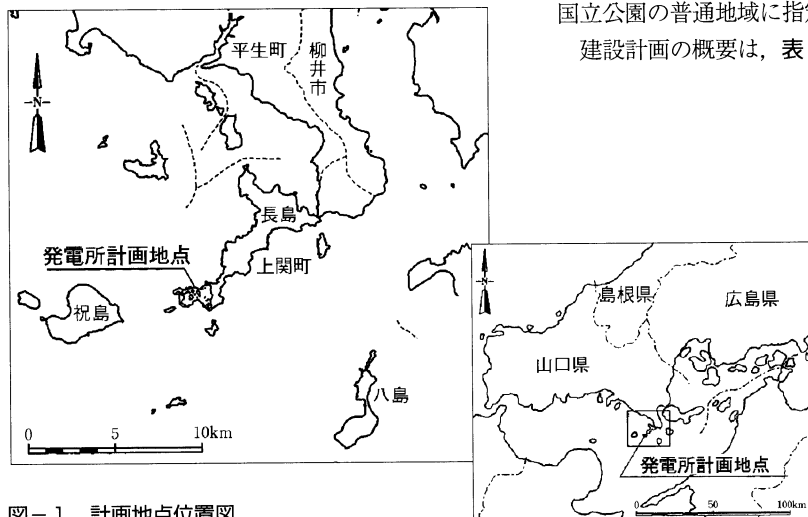 国立公園の普通地域に指
建設計画の概要は，表
平生町
柳井市
N
長島
発電所計画地点
上関町
祝島
八島
0 5 10km
N
島根県
広島県
山口県
発電所計画地点
0 50 100km
図－1 計画地点位置図